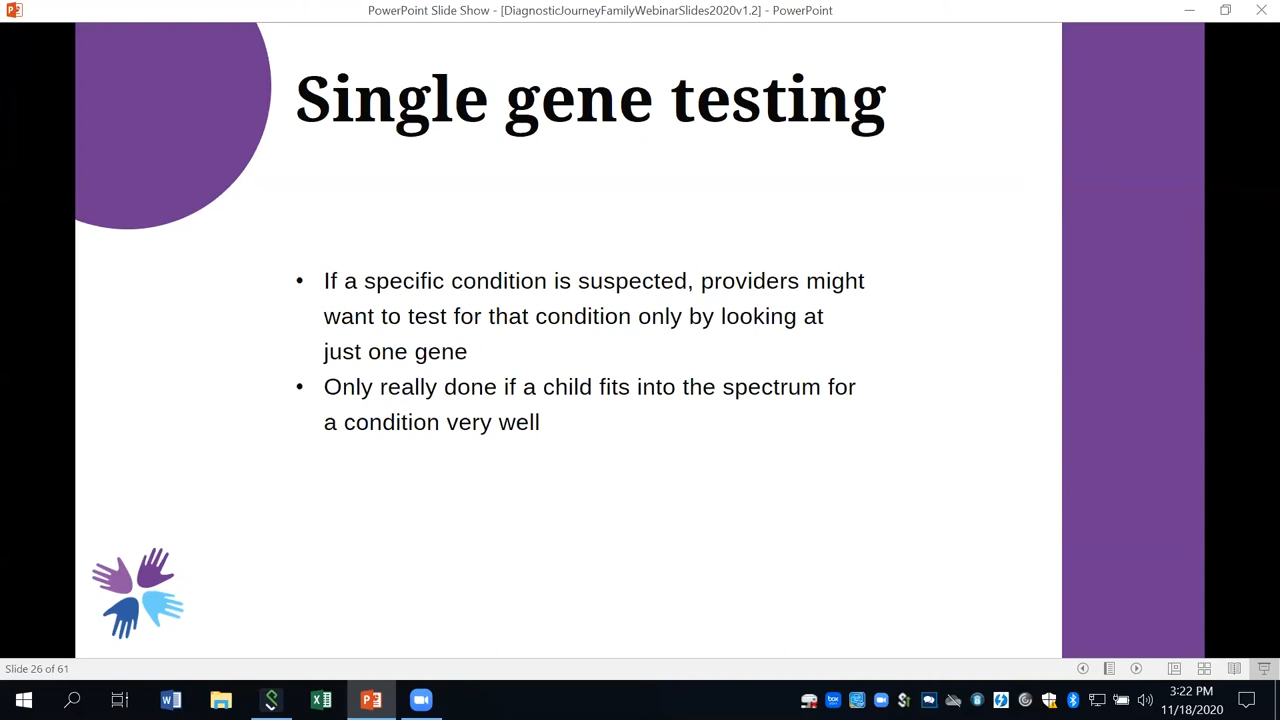 PowerPoint Slide Show - [DiagnosticJourneyFamilyWebinarSlides2020v1.2] - PowerPoint
Single gene testing
• If a specific condition is suspected, providers might
want to test for that condition only by looking at
just one gene
• Only really done if a child fits into the spectrum for
a condition very well
Slide 26 of 61
3:22 PM
11/18/2020